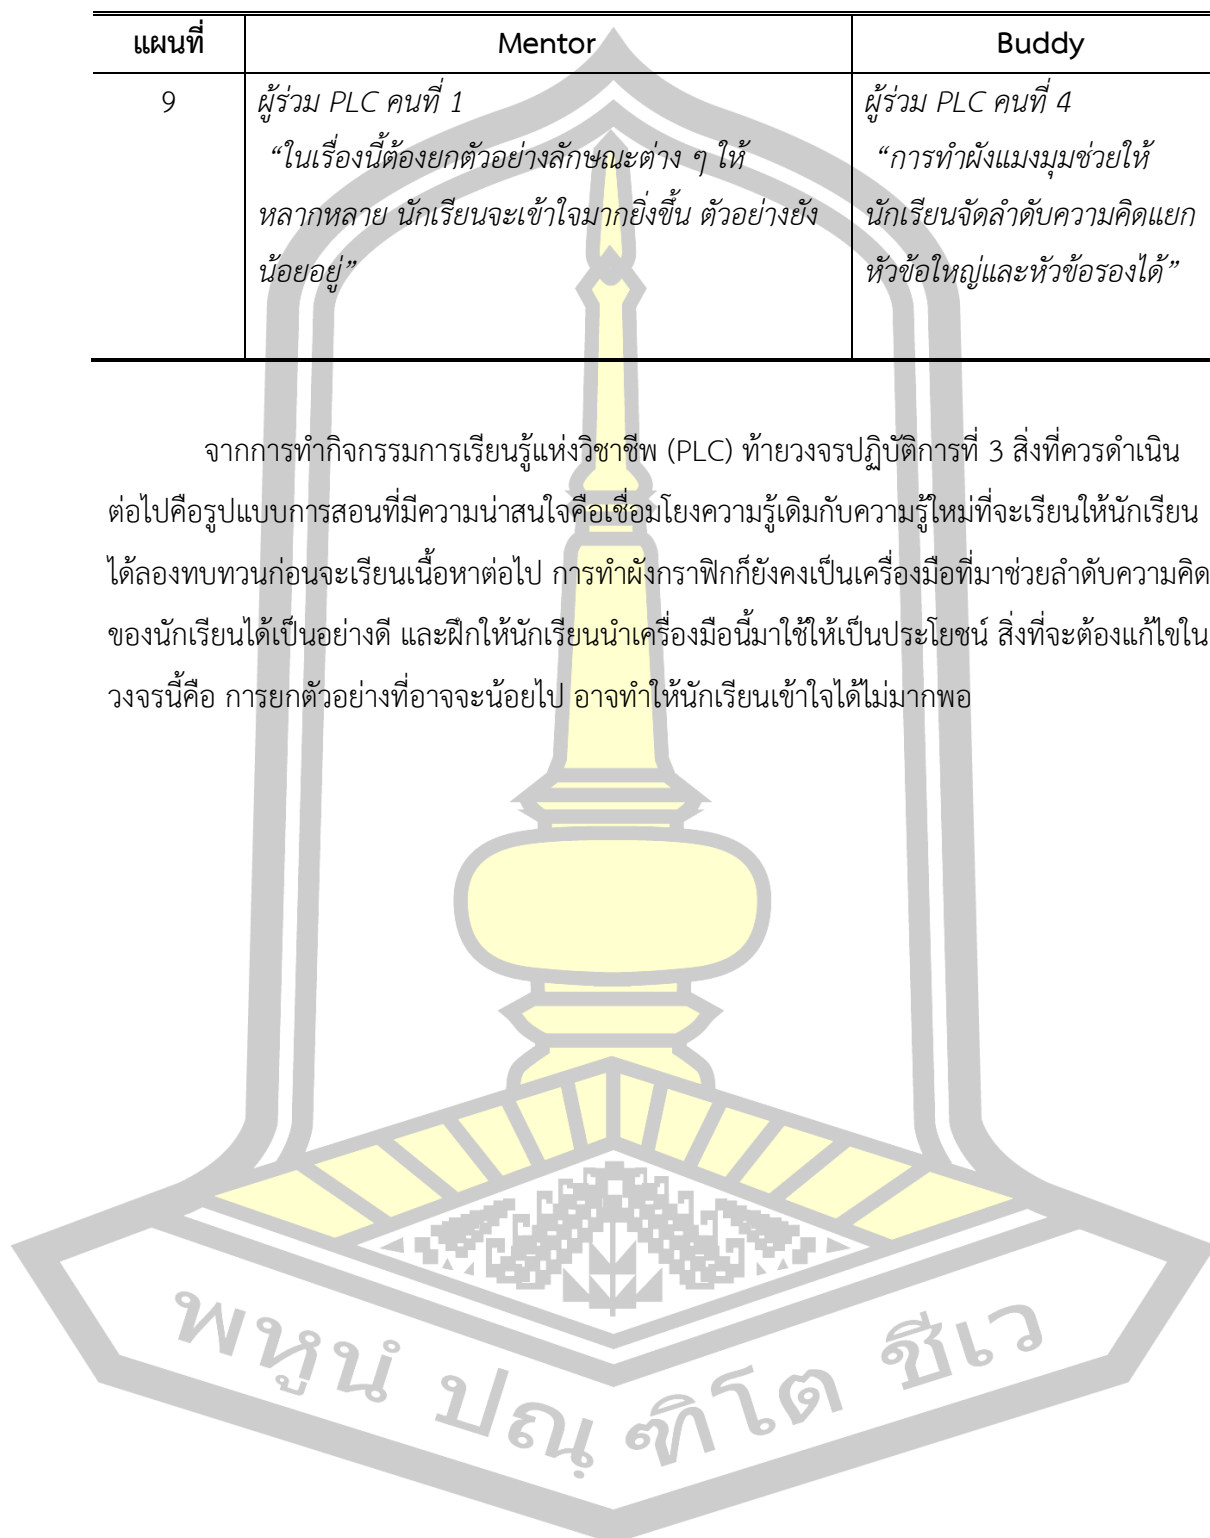 แผนที่ Mentor Buddy
9 ผู้ร่วม PLC คนที่ 1 ผู้ร่วม PLC คนที่ 4
“ในเรื่องนี้ต้องยกตัวอย่างลักษณะต่าง ๆ ให้ “การทำผังแมงมุมช่วยให้
หลากหลาย นักเรียนจะเข้าใจมากยิ่งขึ้น ตัวอย่างยัง นักเรียนจัดลำดับความคิดแยก
น้อยอยู่” หัวข้อใหญ่และหัวข้อรองได้”
จากการทำกิจกรรมการเรียนรู้แห่งวิชาชีพ (PLC) ท้ายวงจรปฏิบัติการที่ 3 สิ่งที่ควรดำเนิน
ต่อไปคือรูปแบบการสอนที่มีความน่าสนใจคือเชื่อมโยงความรู้เดิมกับความรู้ใหม่ที่จะเรียนให้นักเรียน
ได้ลองทบทวนก่อนจะเรียนเนื้อหาต่อไป การทำผังกราฟิกก็ยังคงเป็นเครื่องมือที่มาช่วยลำดับความคิด
ของนักเรียนได้เป็นอย่างดี และฝึกให้นักเรียนนำเครื่องมือนี้มาใช้ให้เป็นประโยชน์ สิ่งที่จะต้องแก้ไขใน
วงจรนี้คือ การยกตัวอย่างที่อาจจะน้อยไป อาจทำให้นักเรียนเข้าใจได้ไม่มากพอ
พหูนํ ปณฺฑิโต ชีเว